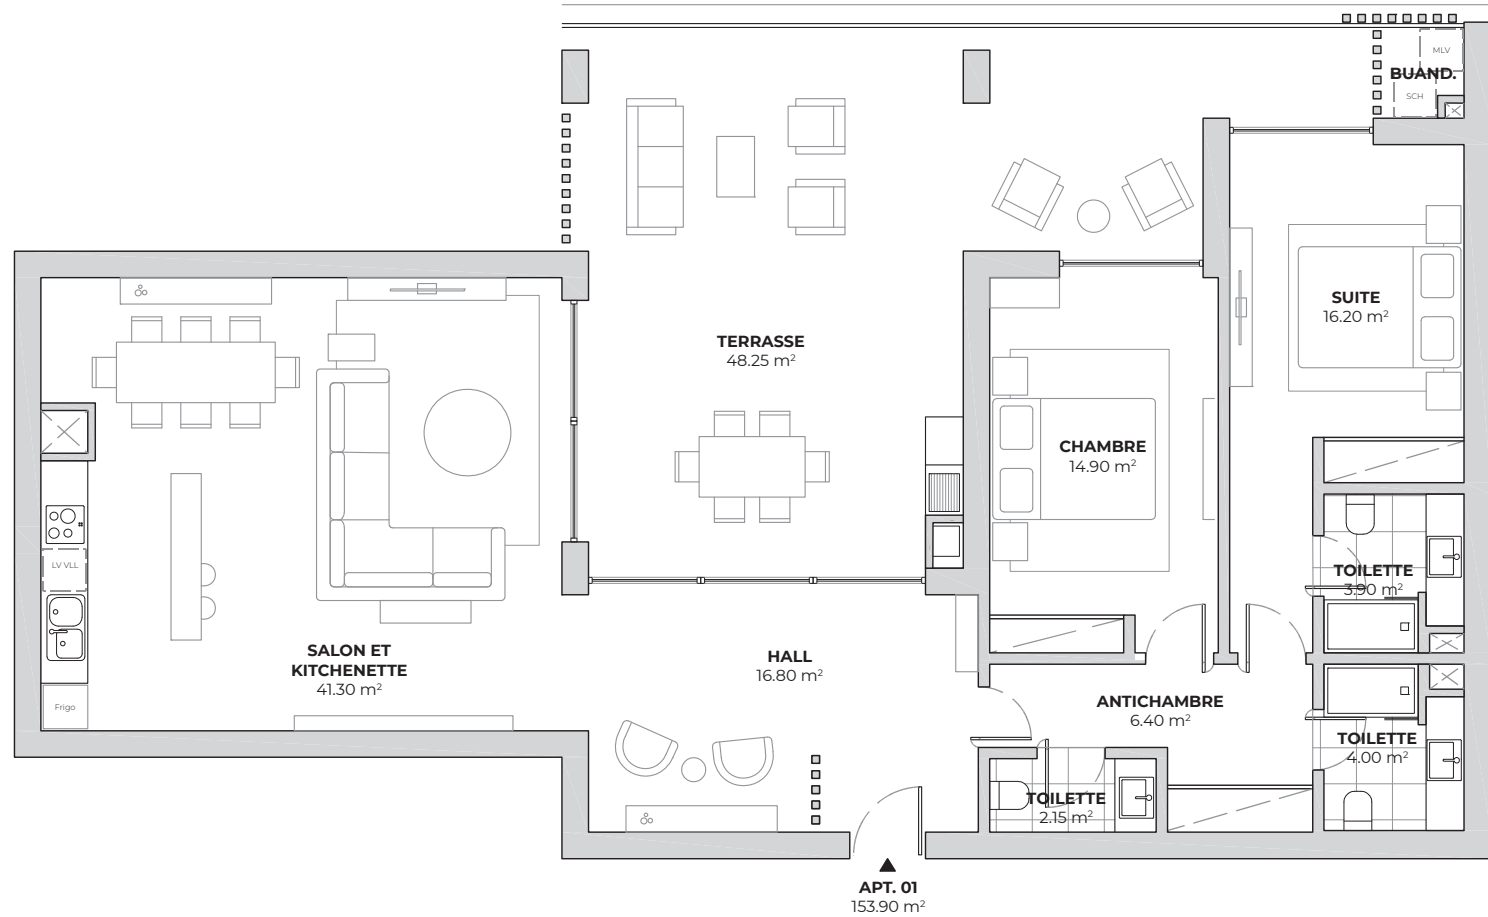 MLV
BUAND.
SCH
SUITE
16.20 m²
TERRASSE
48.25 m²
CHAMBRE
14.90 m²
LV VLL
TOILETTE
3.90 m²
SALON ET
KITCHENETTE
41.30 m²
HALL
16.80 m²
Frigo
ANTICHAMBRE
6.40 m²
TOILETTE
4.00 m²
TOILETTE
2.15 m²
APT. 01
153.90 m²